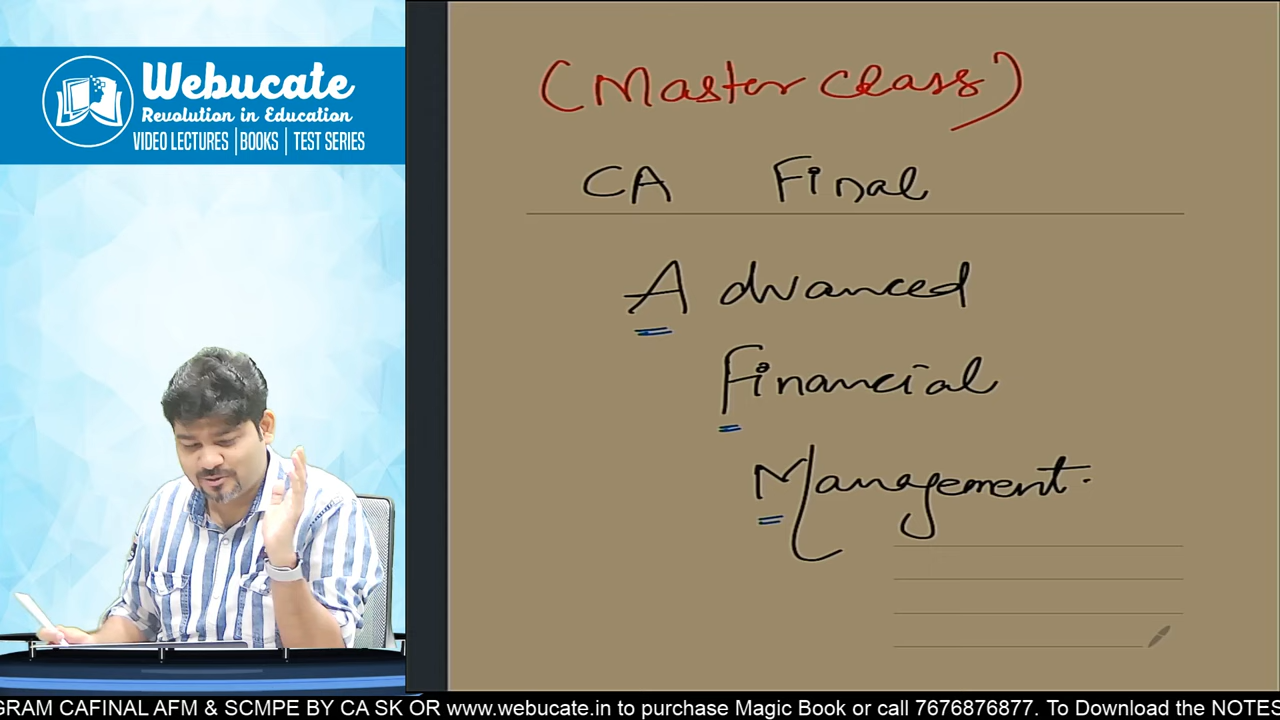 Webucate
Revolution in Education
VIDEO LECTURES | BOOKS | TEST SERIES
(Master Class)
CA Final
Advanced
Financial
Management.
GRAM CAFINAL AFM & SCMPE BY CA SK OR www.webucate.in to purchase Magic Book or call 7676876877. To Download the NOTES